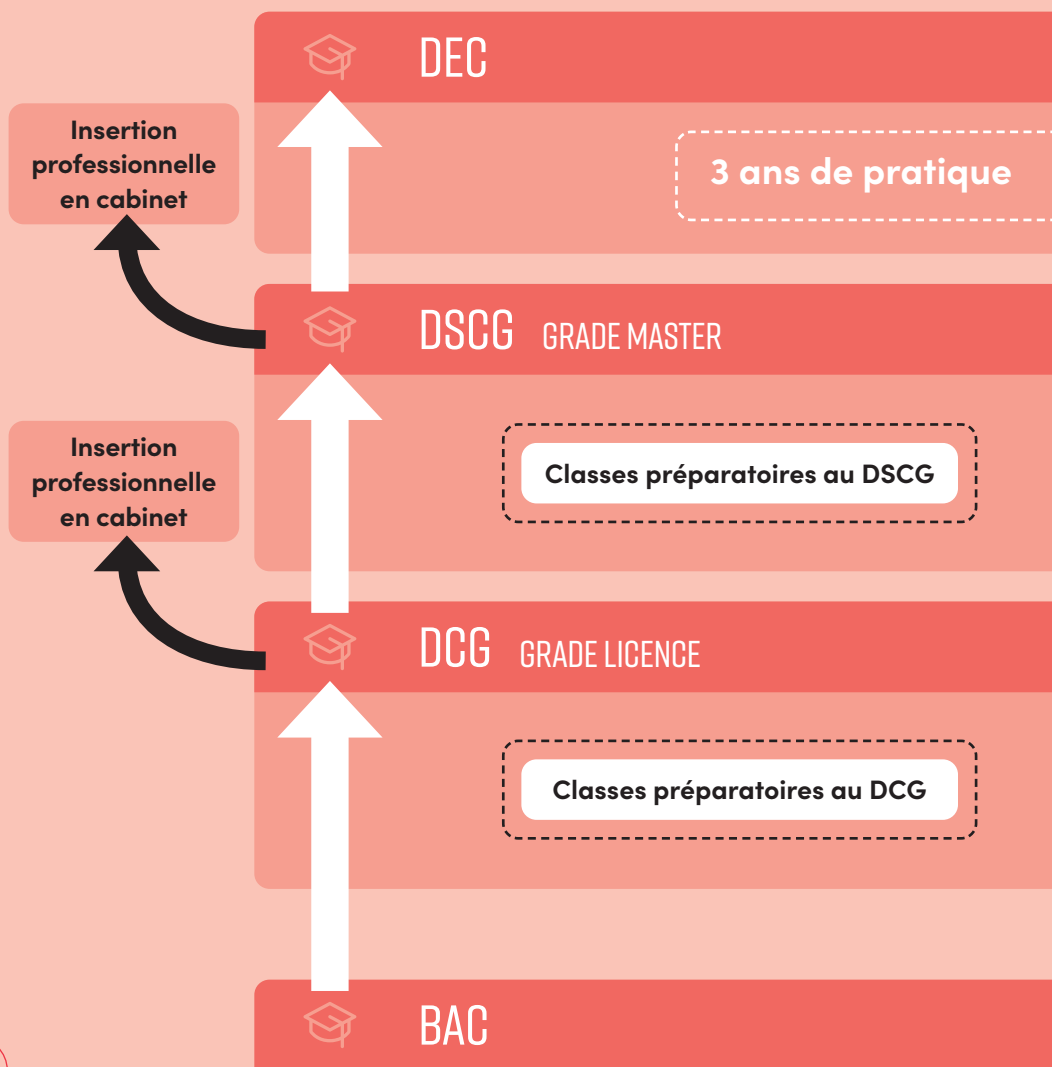 DEC
Insertion
professionnelle
en cabinet
3 ans de pratique
DSCG GRADE MASTER
Insertion
professionnelle
en cabinet
Classes préparatoires au DSCG
DCG GRADE LICENCE
Classes préparatoires au DCG
BAC